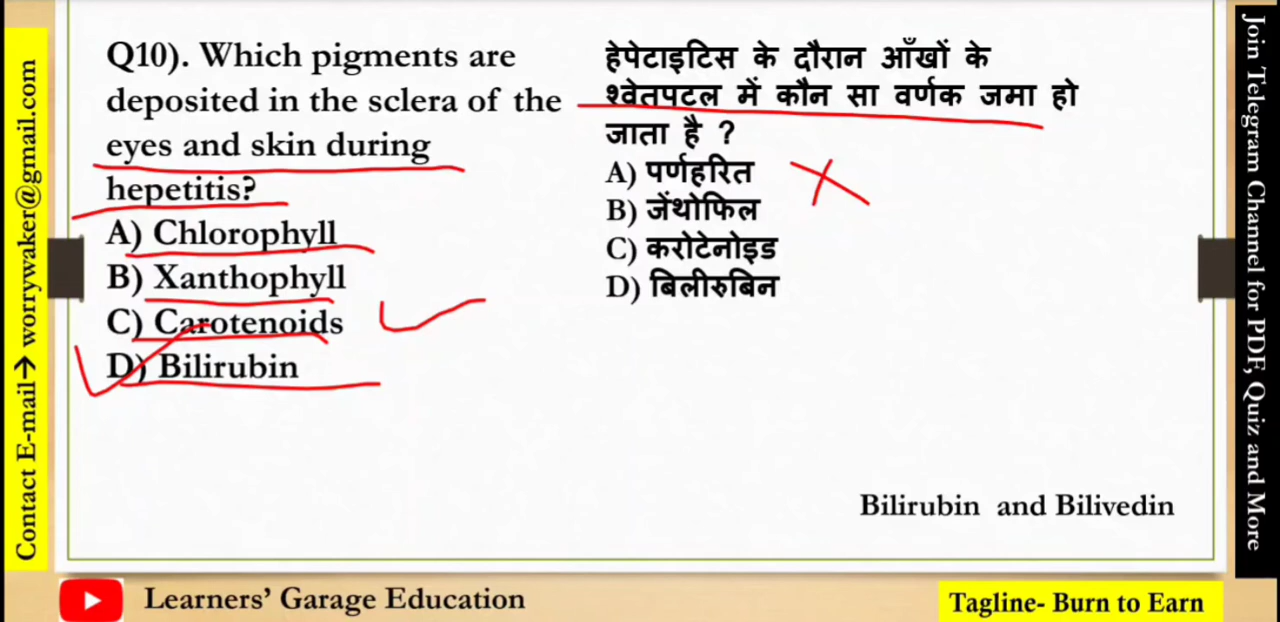 Q10). Which pigments are
deposited in the sclera of the
eyes and skin during
hepetitis?
A) Chlorophyll
B) Xanthophyll
C) Carotenoids
D) Bilirubin
हेपेटाइटिस के दौरान आँखों के
श्वेतपटल में कौन सा वर्णक जमा हो
जाता है ?
A) पर्णहरित
B) जेंथोफिल
C) करोटेनोइड
D) बिलीरुबिन
Bilirubin and Bilivedin
Contact E-mail→ worrywaker@gmail.com
Join Telegram Channel for PDF, Quiz and More
Learners’ Garage Education
Tagline- Burn to Earn